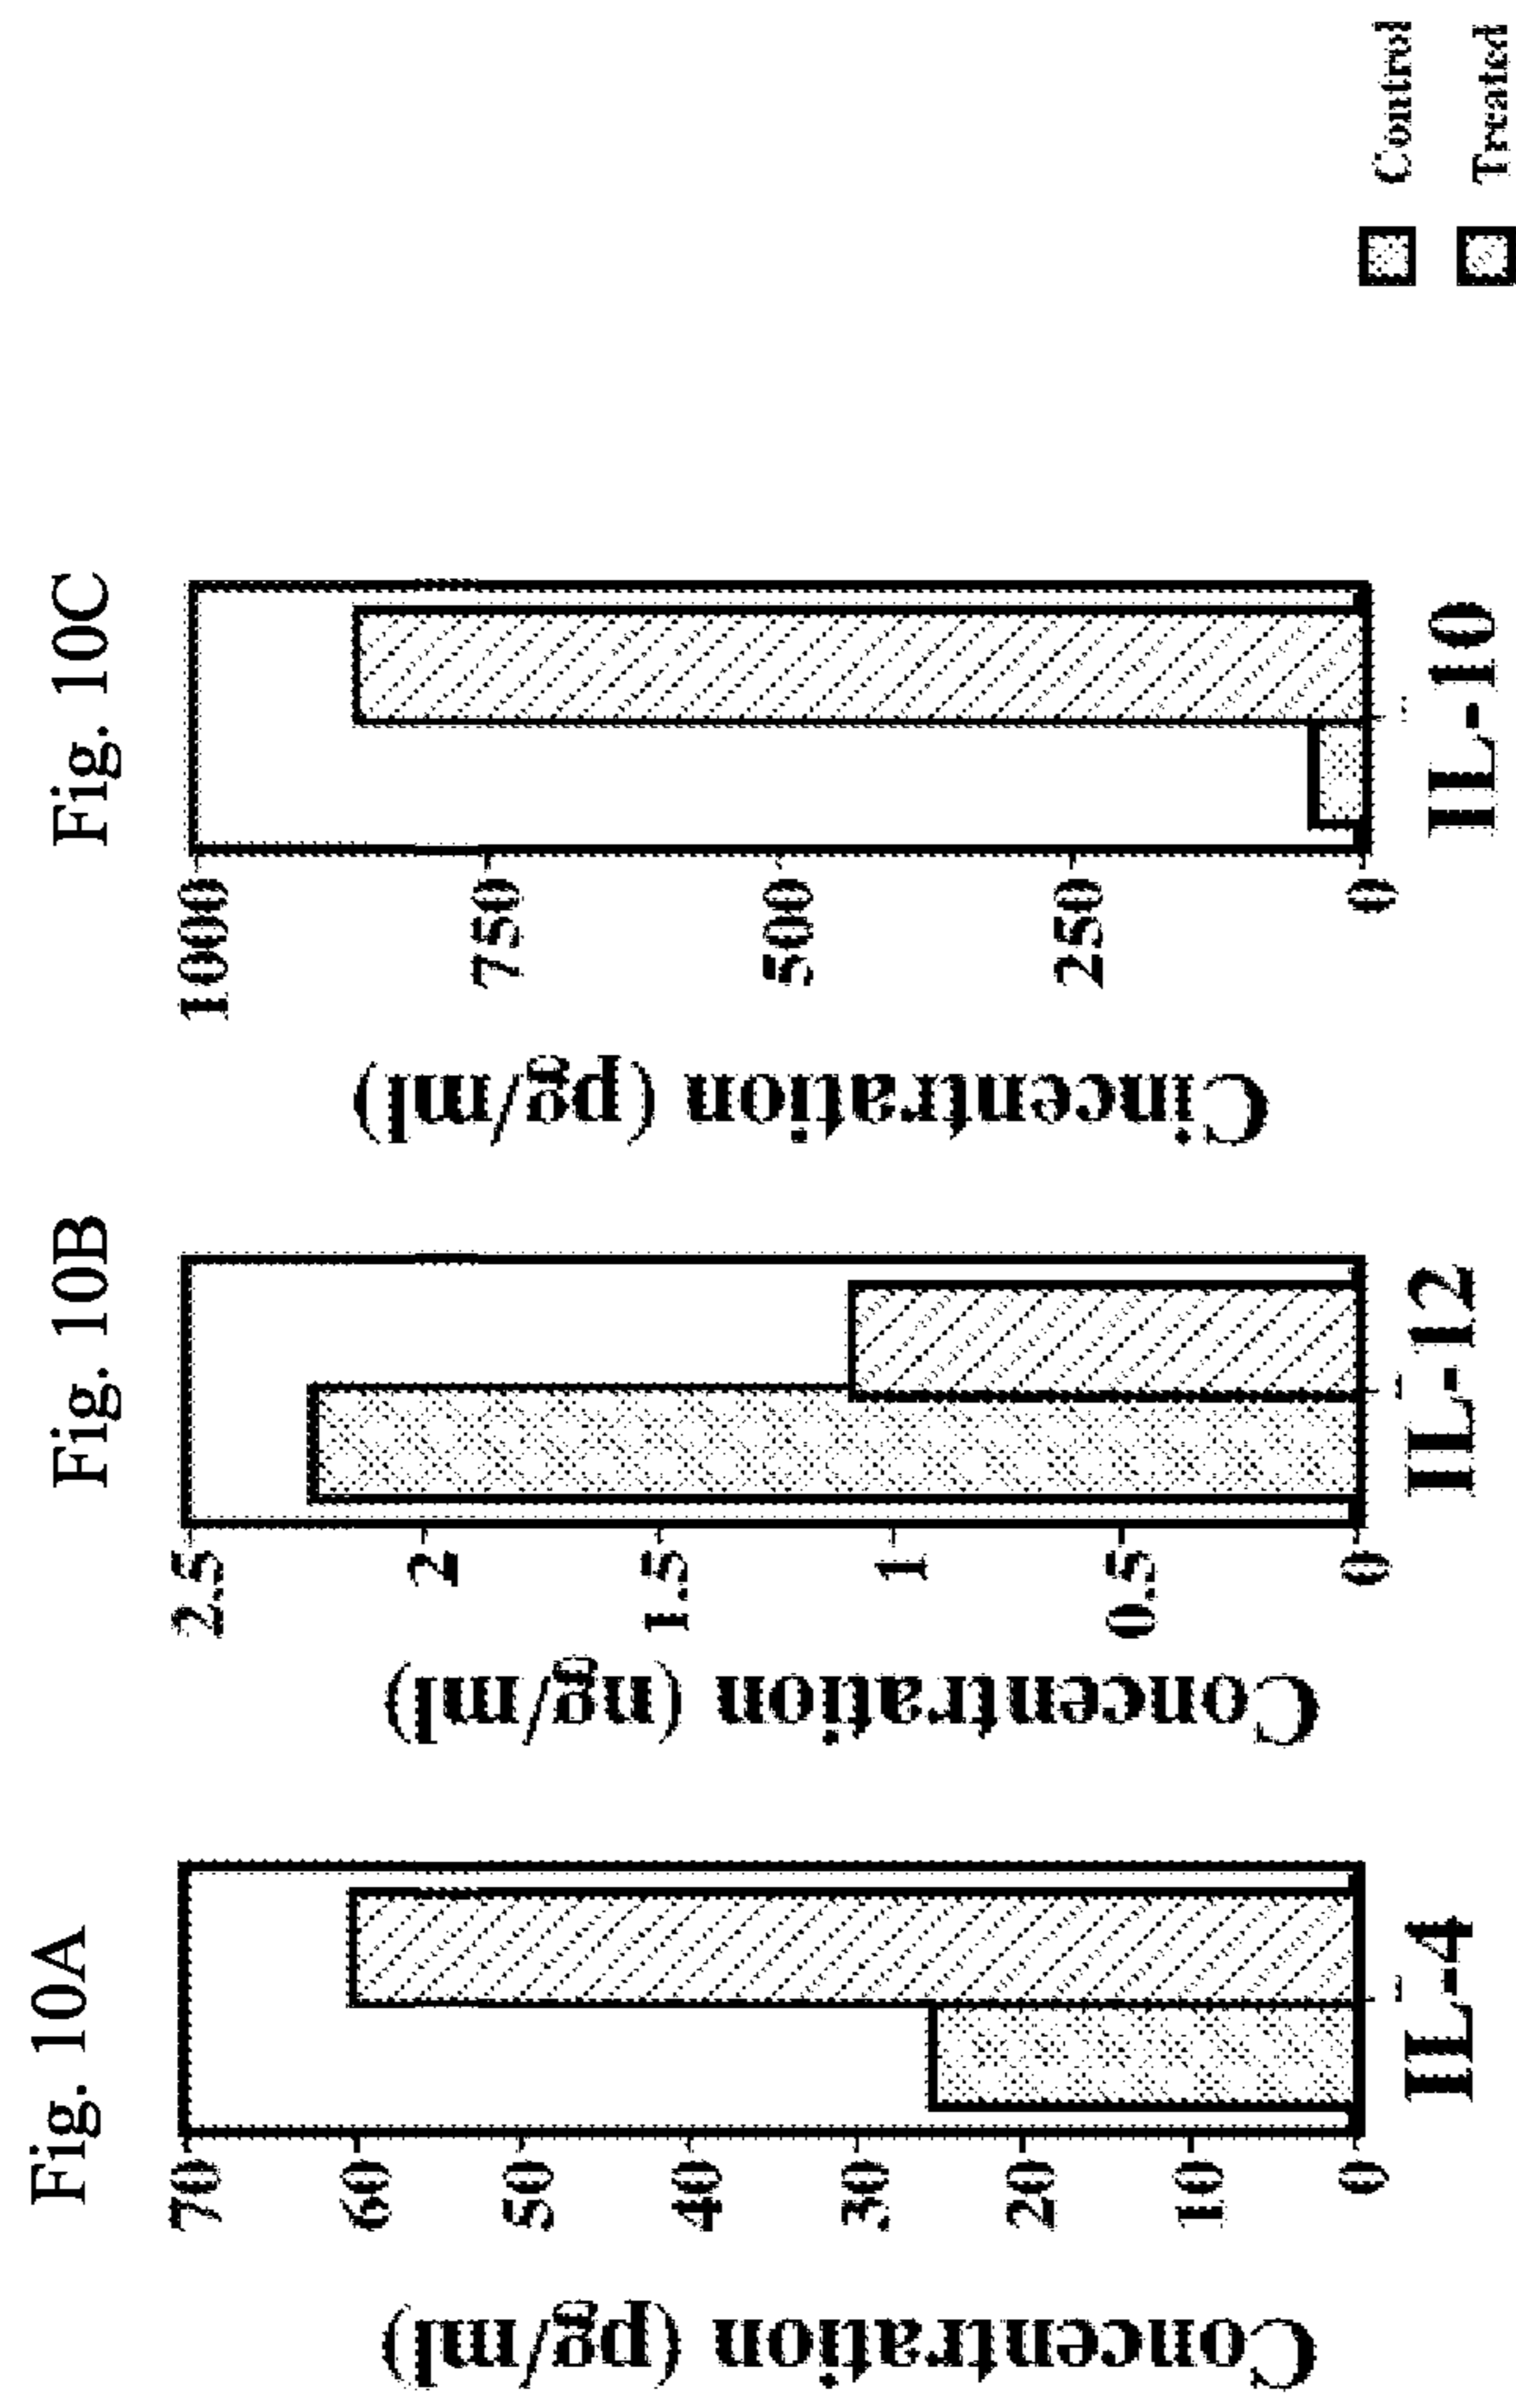 Fig. 10A
Concentration (pg/ml)
70
60
50
40
30
20
10
0
IL-4
Fig. 10B
Concentration (ng/ml)
2.5
2
1.5
1
0.5
0
IL-12
Fig. 10C
Cincentration (pg/ml)
1000
750
500
250
0
IL-10
Control
Treated